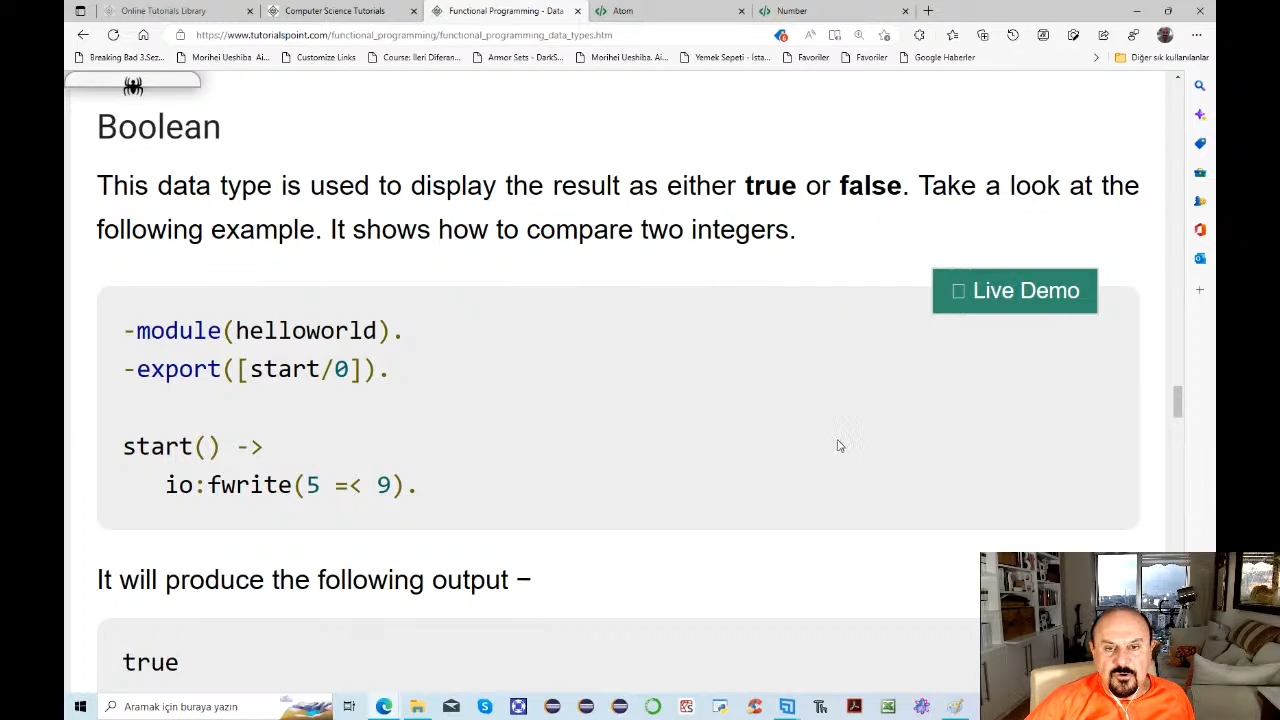 Online Tutorials Library
Computer Science Tutorials
Functional Programming - Data
Atom
Number
https://www.tutorialspoint.com/functional_programming/functional_programming_data_types.htm
Breaking Bad 3.Sez...
Morihei Ueshiba. Ai...
Customize Links
Course: Ileri Diferan...
Armor Sets - DarkS...
Morihei Ueshiba. Ai...
Yemek Sepeti - İsta...
Favoriler
Favoriler
Google Haberler
Diğer sık kullanılanlar
Boolean
This data type is used to display the result as either true or false. Take a look at the
following example. It shows how to compare two integers.
Live Demo
-module(helloworld).
-export([start/0]).
start() ->
io:fwrite(5 =< 9).
It will produce the following output −
true
Aramak için buraya yazın